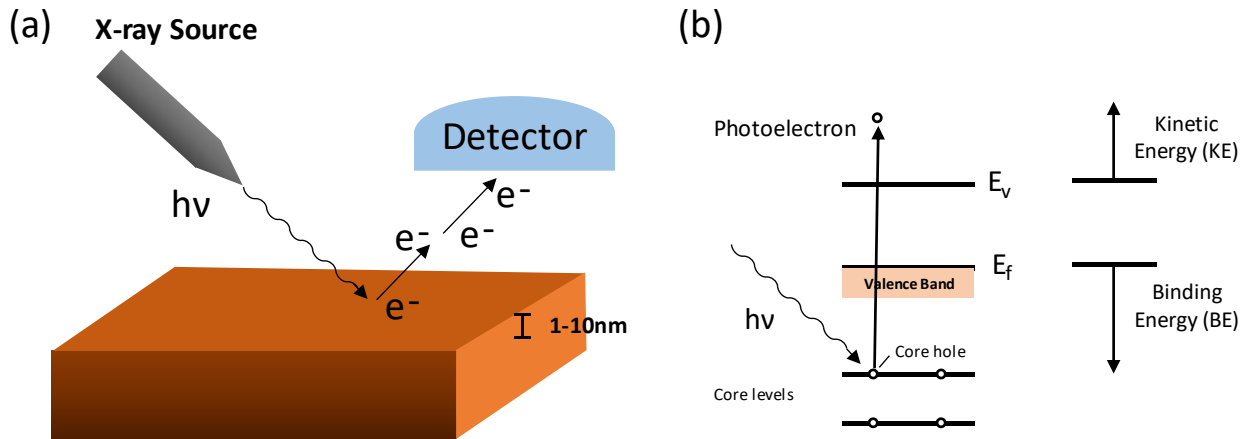 (a)
X-ray Source
Detector
hν
e-
e-
e-
e-
1-10nm
(b)
Photoelectron
Kinetic
Energy (KE)
Ev
Ef
Valence Band
hν
Binding
Energy (BE)
Core hole
Core levels